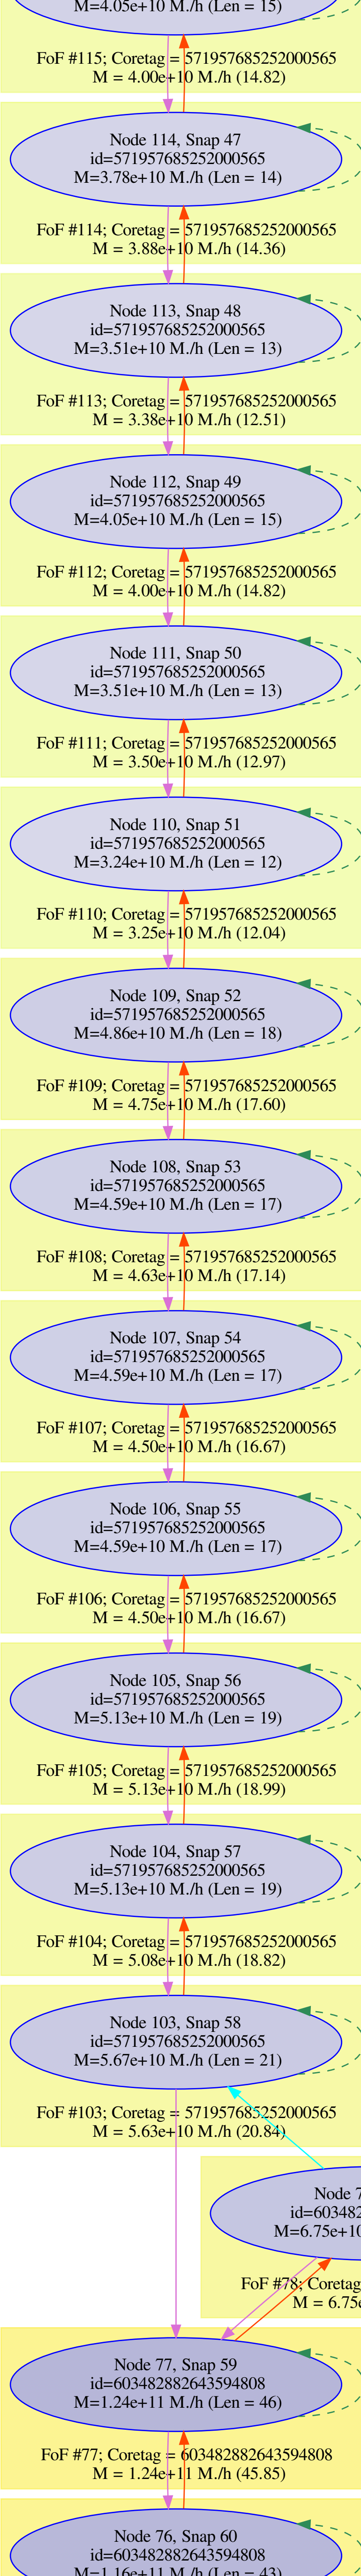 M=4.05e+10 M./h (Len = 15)
FoF #115; Coretag = 571957685252000565
M = 4.00e+10 M./h (14.82)
Node 114, Snap 47
id=571957685252000565
M=3.78e+10 M./h (Len = 14)
FoF #114; Coretag = 571957685252000565
M = 3.88e+10 M./h (14.36)
Node 113, Snap 48
id=571957685252000565
M=3.51e+10 M./h (Len = 13)
FoF #113; Coretag = 571957685252000565
M = 3.38e+10 M./h (12.51)
Node 112, Snap 49
id=571957685252000565
M=4.05e+10 M./h (Len = 15)
FoF #112; Coretag = 571957685252000565
M = 4.00e+10 M./h (14.82)
Node 111, Snap 50
id=571957685252000565
M=3.51e+10 M./h (Len = 13)
FoF #111; Coretag = 571957685252000565
M = 3.50e+10 M./h (12.97)
Node 110, Snap 51
id=571957685252000565
M=3.24e+10 M./h (Len = 12)
FoF #110; Coretag = 571957685252000565
M = 3.25e+10 M./h (12.04)
Node 109, Snap 52
id=571957685252000565
M=4.86e+10 M./h (Len = 18)
FoF #109; Coretag = 571957685252000565
M = 4.75e+10 M./h (17.60)
Node 108, Snap 53
id=571957685252000565
M=4.59e+10 M./h (Len = 17)
FoF #108; Coretag = 571957685252000565
M = 4.63e+10 M./h (17.14)
Node 107, Snap 54
id=571957685252000565
M=4.59e+10 M./h (Len = 17)
FoF #107; Coretag = 571957685252000565
M = 4.50e+10 M./h (16.67)
Node 106, Snap 55
id=571957685252000565
M=4.59e+10 M./h (Len = 17)
FoF #106; Coretag = 571957685252000565
M = 4.50e+10 M./h (16.67)
Node 105, Snap 56
id=571957685252000565
M=5.13e+10 M./h (Len = 19)
FoF #105; Coretag = 571957685252000565
M = 5.13e+10 M./h (18.99)
Node 104, Snap 57
id=571957685252000565
M=5.13e+10 M./h (Len = 19)
FoF #104; Coretag = 571957685252000565
M = 5.08e+10 M./h (18.82)
Node 103, Snap 58
id=571957685252000565
M=5.67e+10 M./h (Len = 21)
FoF #103; Coretag = 571957685252000565
M = 5.63e+10 M./h (20.84)
Node 7
id=603482
M=6.75e+10
FoF #78; Coretag
M = 6.75e
Node 77, Snap 59
id=603482882643594808
M=1.24e+11 M./h (Len = 46)
FoF #77; Coretag = 603482882643594808
M = 1.24e+11 M./h (45.85)
Node 76, Snap 60
id=603482882643594808
M=1.16e+11 M./h (Len = 43)